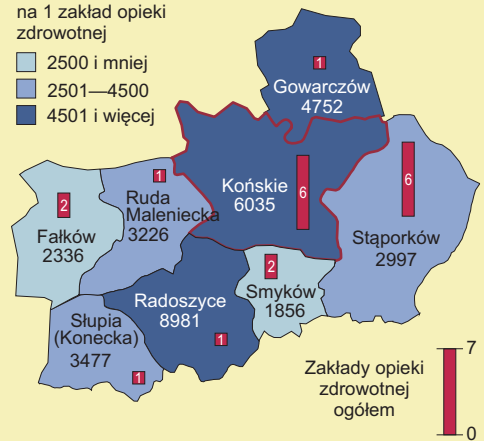 na 1 zakład opieki
zdrowotnej
2500 i mniej
2501—4500
4501 i więcej
1
Gowarczów
4752
Końskie
6035
6
6
Stąporków
2997
1
Ruda
Maleniecka
3226
2
Fałków
2336
2
Smyków
1856
Radoszyce
8981
1
Słupia
(Konecka)
3477
1
Zakłady opieki
zdrowotnej
ogółem
7
0